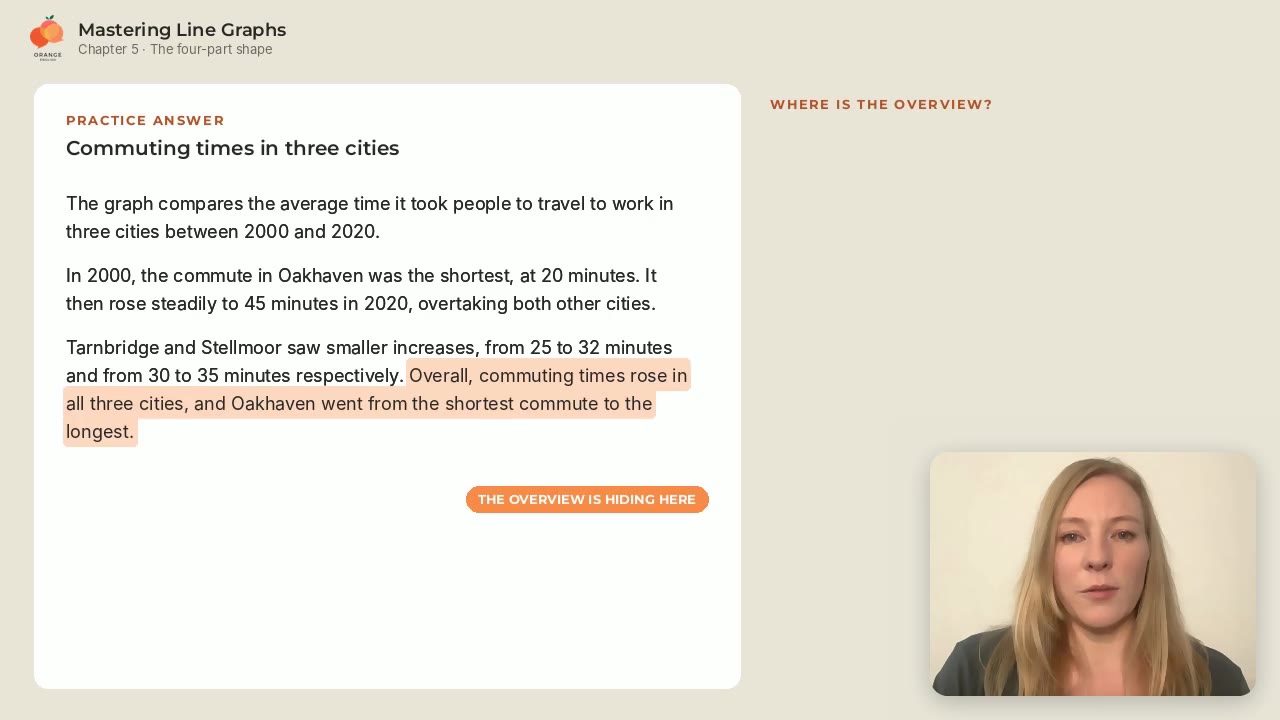 ORANGE
ENGLISH
Mastering Line Graphs
Chapter 5 · The four-part shape
PRACTICE ANSWER
Commuting times in three cities
The graph compares the average time it took people to travel to work in
three cities between 2000 and 2020.
In 2000, the commute in Oakhaven was the shortest, at 20 minutes. It
then rose steadily to 45 minutes in 2020, overtaking both other cities.
Tarnbridge and Stellmoor saw smaller increases, from 25 to 32 minutes
and from 30 to 35 minutes respectively. Overall, commuting times rose in
all three cities, and Oakhaven went from the shortest commute to the
longest.
THE OVERVIEW IS HIDING HERE
WHERE IS THE OVERVIEW?